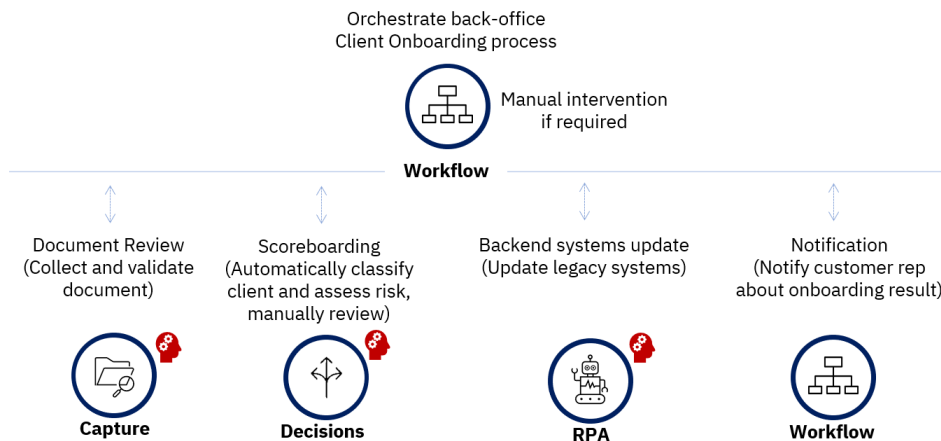 Orchestrate back-office
Client Onboarding process
Manual intervention
if required
Workflow
Document Review
(Collect and validate
document)
Capture
Scoreboarding
(Automatically classify
client and assess risk,
manually review)
Decisions
Backend systems update
(Update legacy systems)
RPA
Notification
(Notify customer rep
about onboarding result)
Workflow